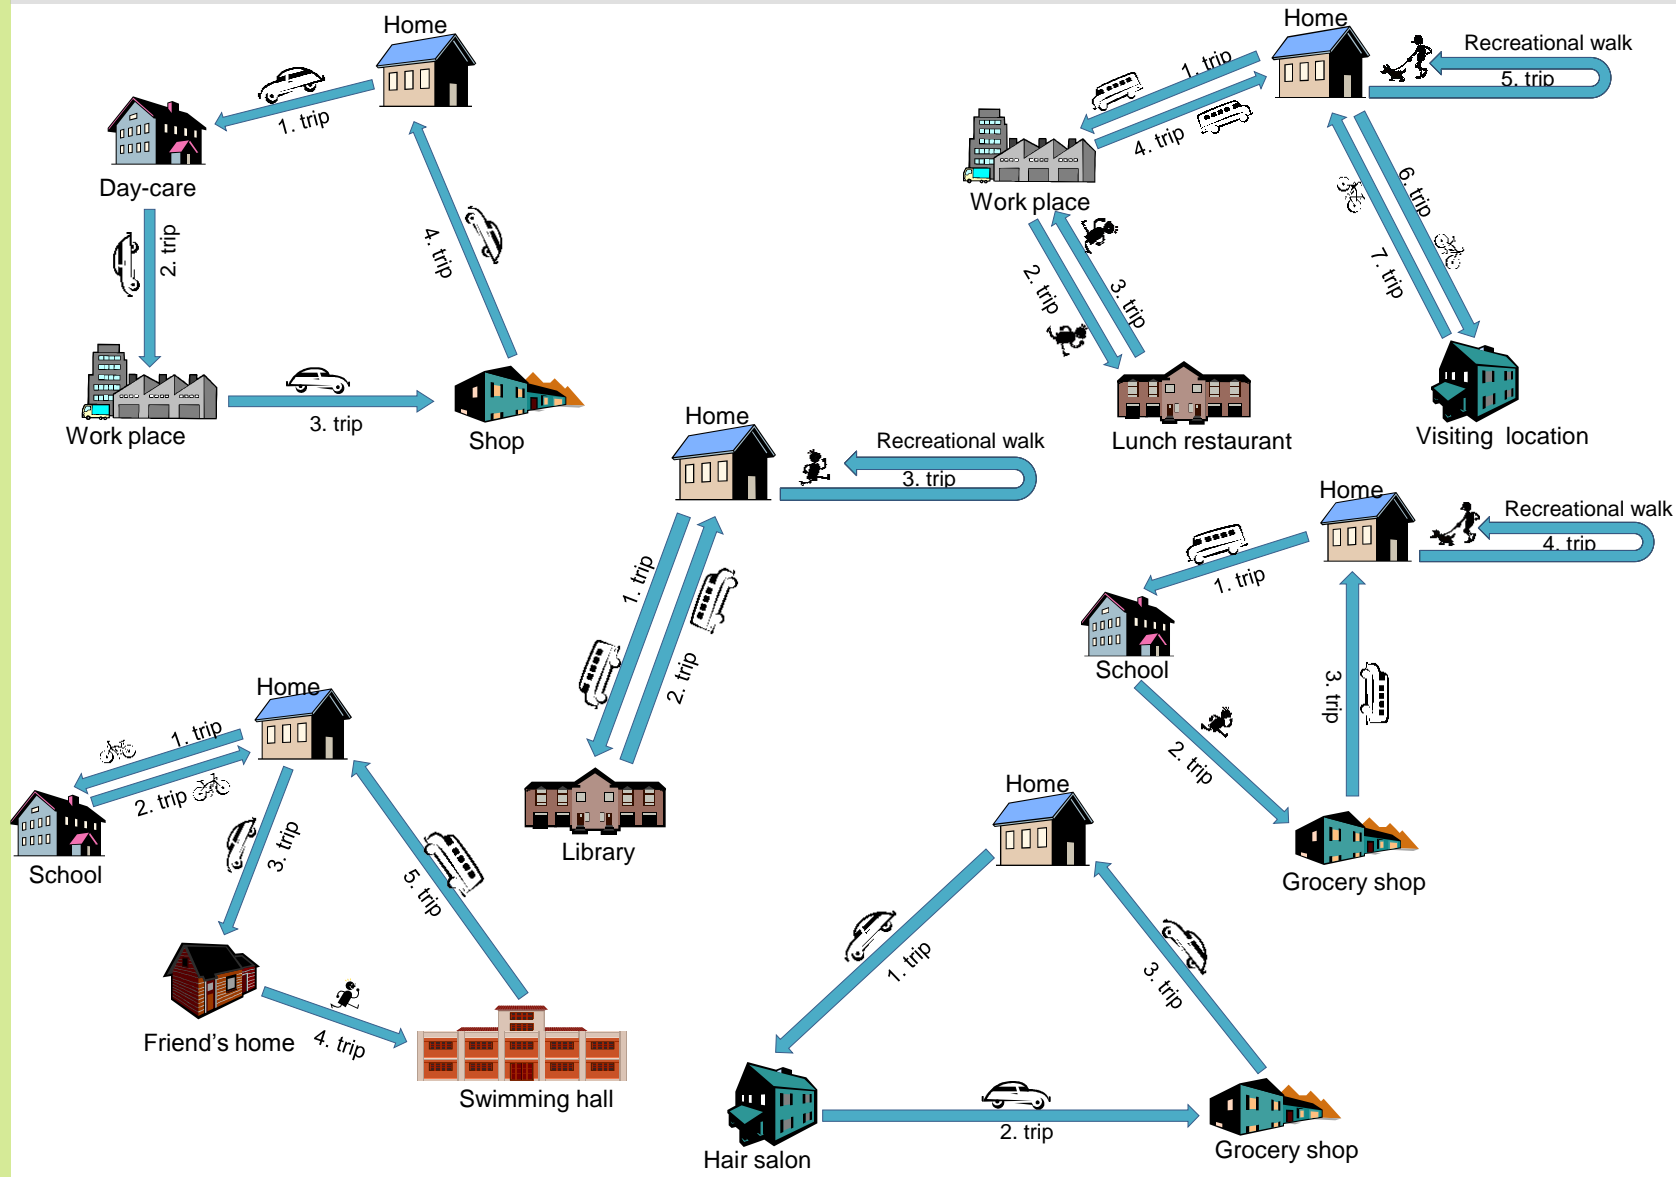 Home
1. trip
Day-care
2. trip
4. trip
Work place
3. trip
Shop
Home
Recreational walk
5. trip
1. trip
4. trip
Work place
6. trip
7. trip
2. trip
3. trip
Lunch restaurant
Visiting location
Home
Recreational walk
3. trip
1. trip
2. trip
Library
Home
Recreational walk
4. trip
1. trip
School
3. trip
2. trip
Grocery shop
Home
1. trip
2. trip
School
3. trip
5. trip
Friend's home
4. trip
Swimming hall
Home
1. trip
3. trip
2. trip
Hair salon
Grocery shop